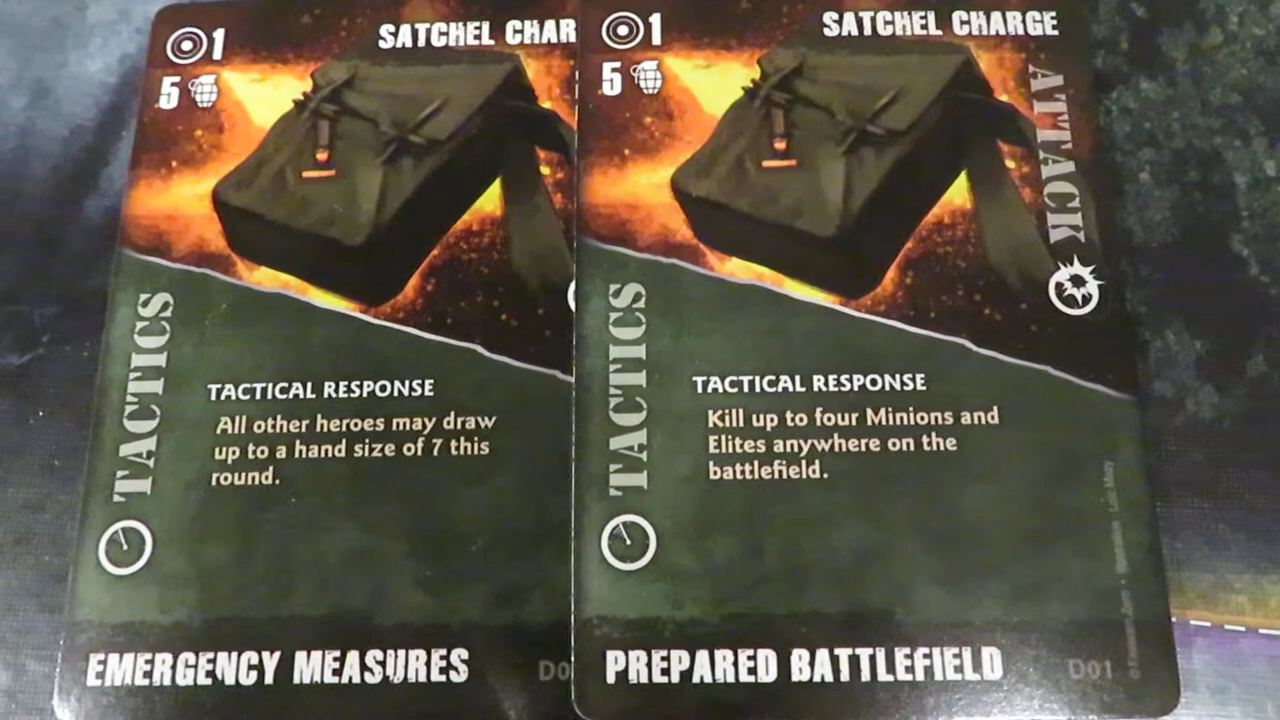 1
SATCHEL CHAR
5
TACTICS
TACTICAL RESPONSE
All other heroes may draw
up to a hand size of 7 this
round.
EMERGENCY MEASURES
D0
1
SATCHEL CHARGE
5
ATTACK
TACTICS
TACTICAL RESPONSE
Kill up to four Minions and
Elites anywhere on the
battlefield.
PREPARED BATTLEFIELD
D01